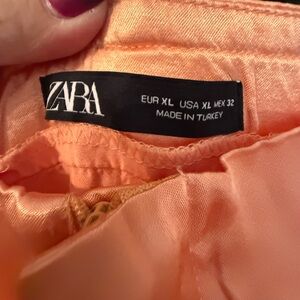 ZARA
EUR XL USA XL MEX 32
MADE IN TURKEY